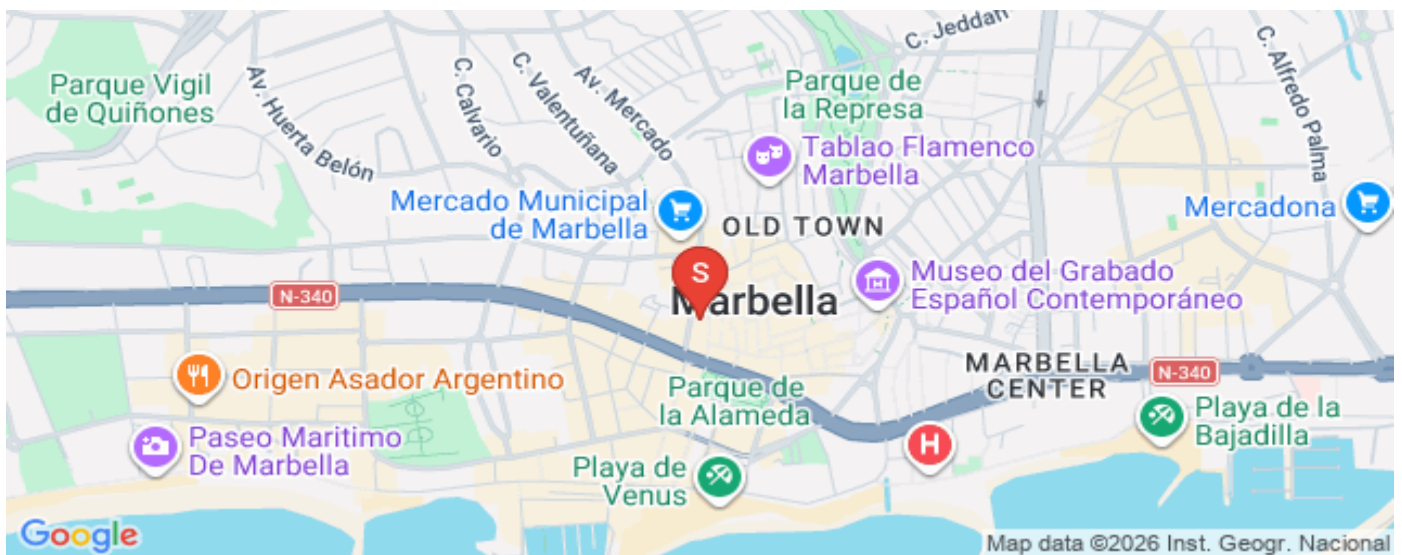 C. Jeddah
Parque Vigil
de Quiñones
Av. Huerta Belón
C. Calvario
C. Valentuñana
Av. Mercado
Parque de
la Represa
C. Alfredo Palma
Tablao Flamenco
Marbella
Mercado Municipal
de Marbella
OLD TOWN
Mercadona
S
Marbella
Museo del Grabado
Español Contemporáneo
N-340
Origen Asador Argentino
Parque de
la Alameda
MARBELLA
CENTER
N-340
Paseo Maritimo
De Marbella
Playa de
Venus
H
Playa de la
Bajadilla
Google
Map data ©2026 Inst. Geogr. Nacional